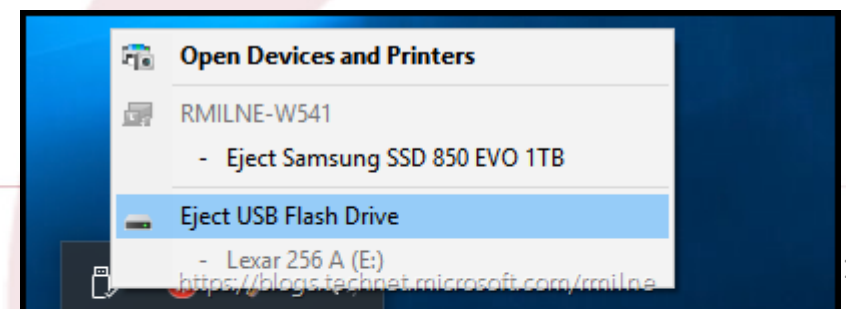 Open Devices and Printers
RMILNE-W541
- Eject Samsung SSD 850 EVO 1TB
Eject USB Flash Drive
- Lexar 256 A (E:)
https://blogs.technet.microsoft.com/rmilne